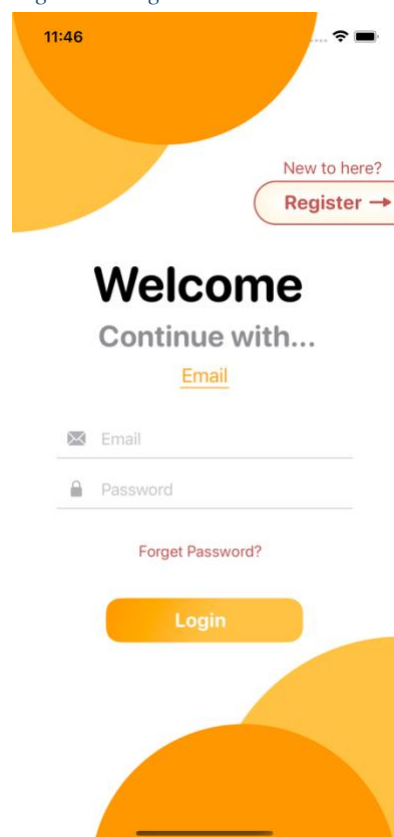 11:46
New to here?
Register →
Welcome
Continue with...
Email
Email
Password
Forget Password?
Login